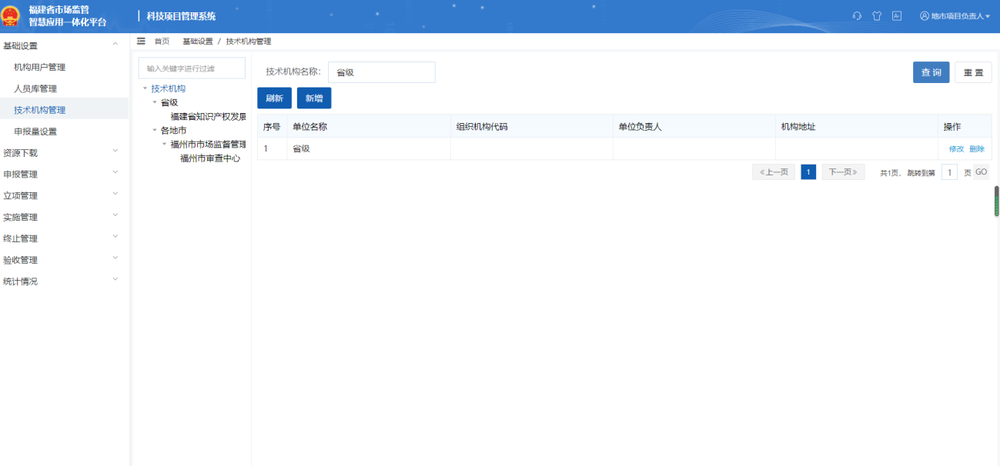 福建省市场监管
智慧应用一体化平台
科技项目管理系统
地市项目负责人
基础设置
机构用户管理
人员库管理
技术机构管理
申报量设置
资源下载
申报管理
立项管理
实施管理
终止管理
验收管理
统计情况
首页 基础设置 / 技术机构管理
输入关键字进行过滤
技术机构
省级
福建省知识产权发展
各地市
福州市市场监督管理
福州市审查中心
技术机构名称: 省级 查 询 重 置
刷新 新增
序号 单位名称 组织机构代码 单位负责人 机构地址 操作
1 省级 修改 删除
«上一页 1 下一页» 共1页, 跳转到第 1 页 GO